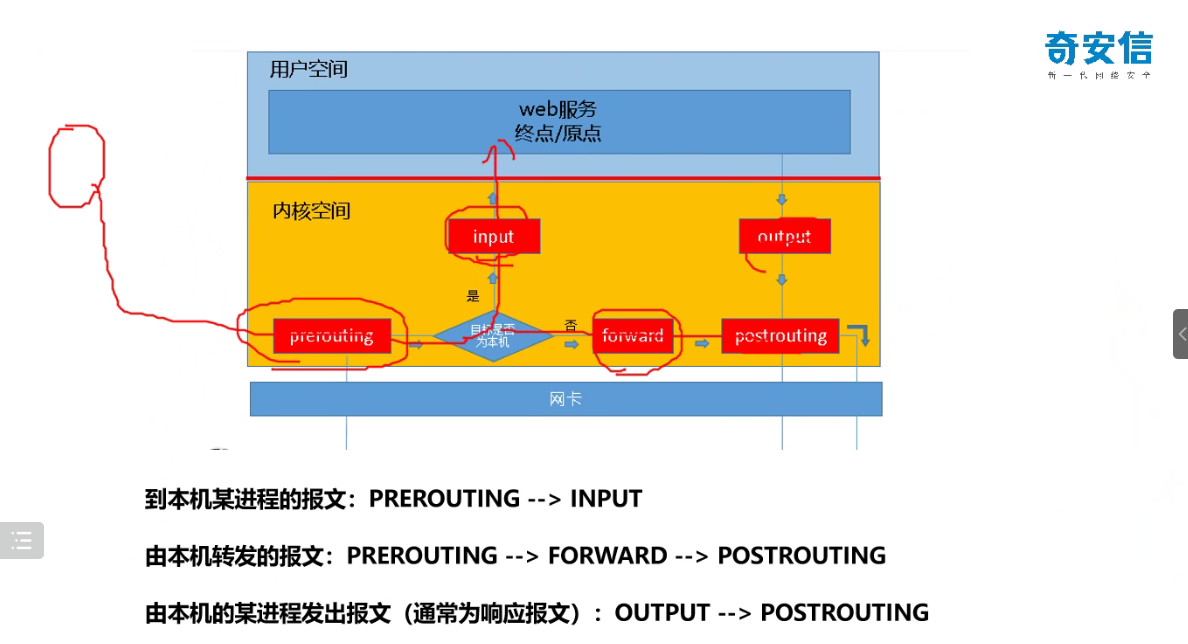 奇安信
新一代网络安全
用户空间
web服务
终点/原点
内核空间
input
output
是
prerouting
目标是否
为本机
否
forward
postrouting
网卡
到本机某进程的报文：PREROUTING --> INPUT
由本机转发的报文：PREROUTING --> FORWARD --> POSTROUTING
由本机的某进程发出报文（通常为响应报文）：OUTPUT --> POSTROUTING